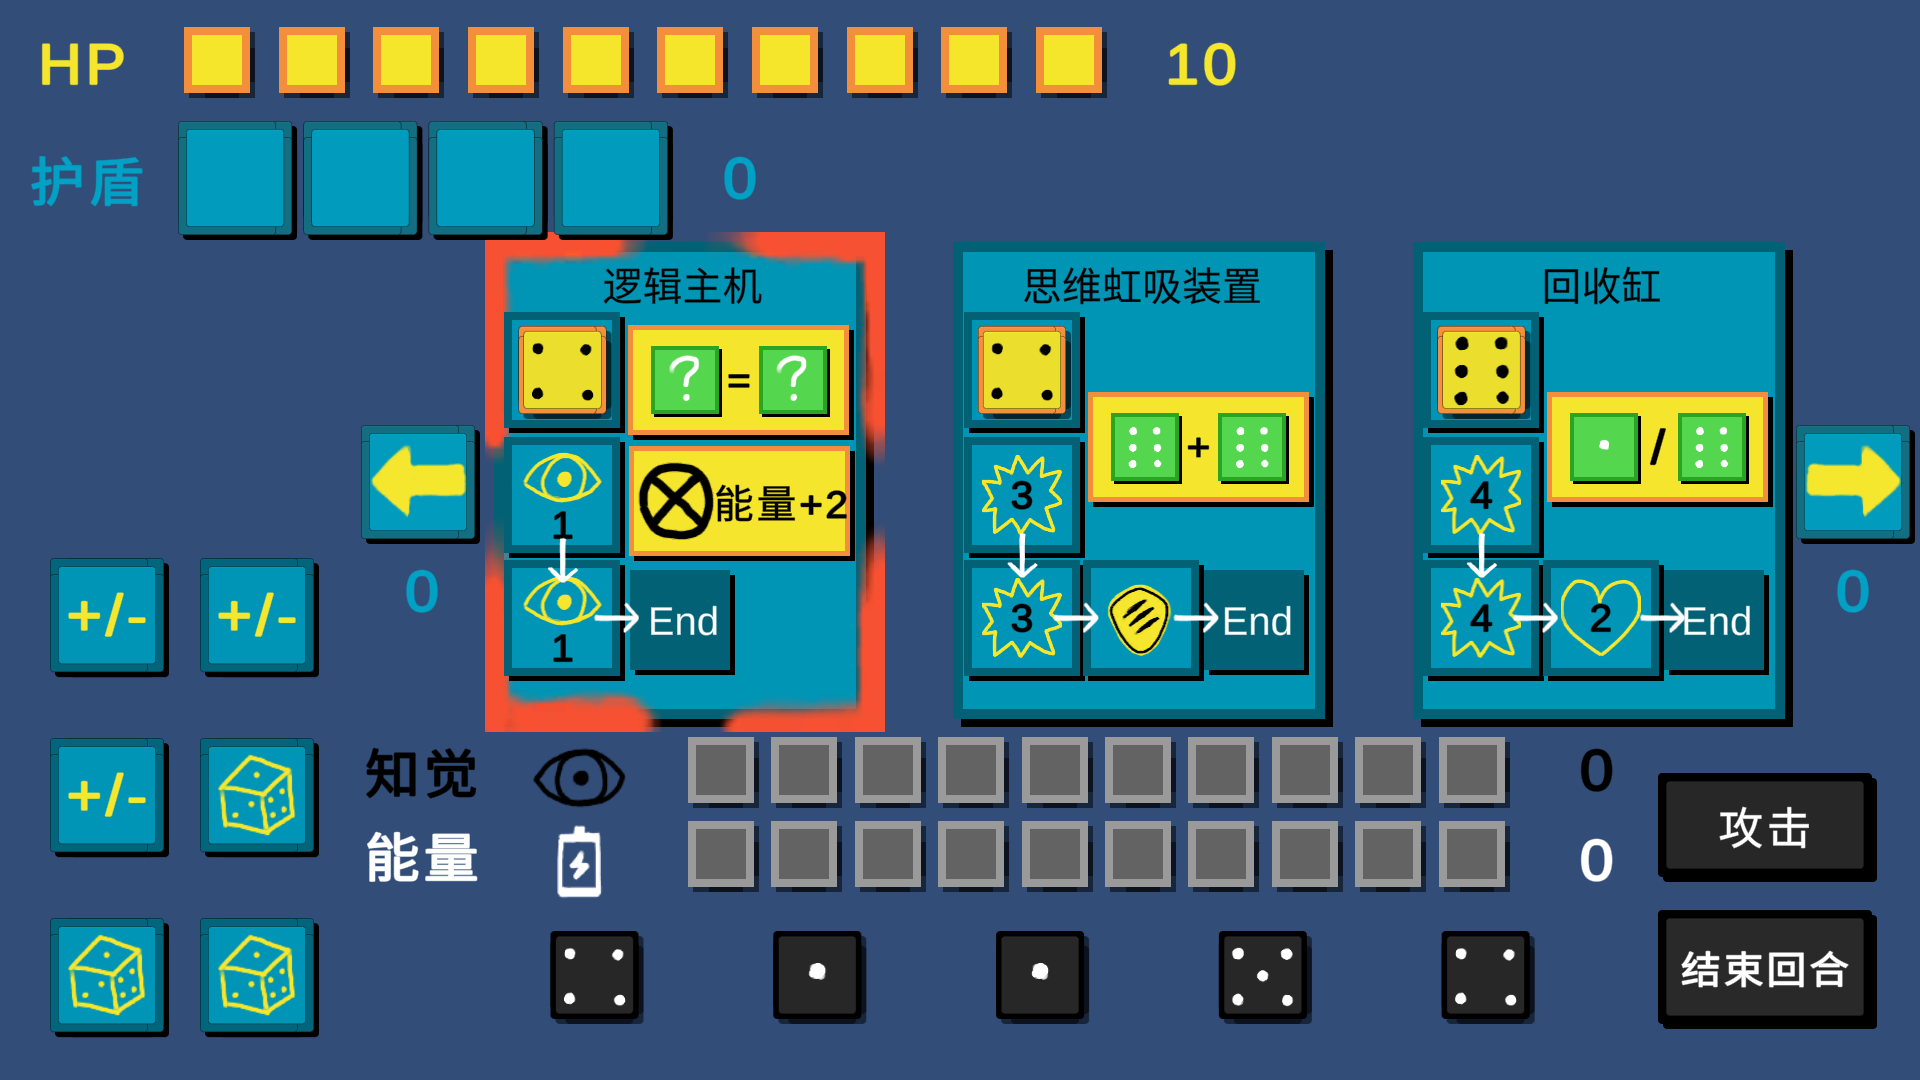 HP 10
护盾 0
逻辑主机
? = ?
1
能量+2
1 End
0
思维虹吸装置
+
3
3 End
回收缸
/
4
4 2 End
0
+/- +/-
+/-
知觉 0
能量 0
攻击
结束回合